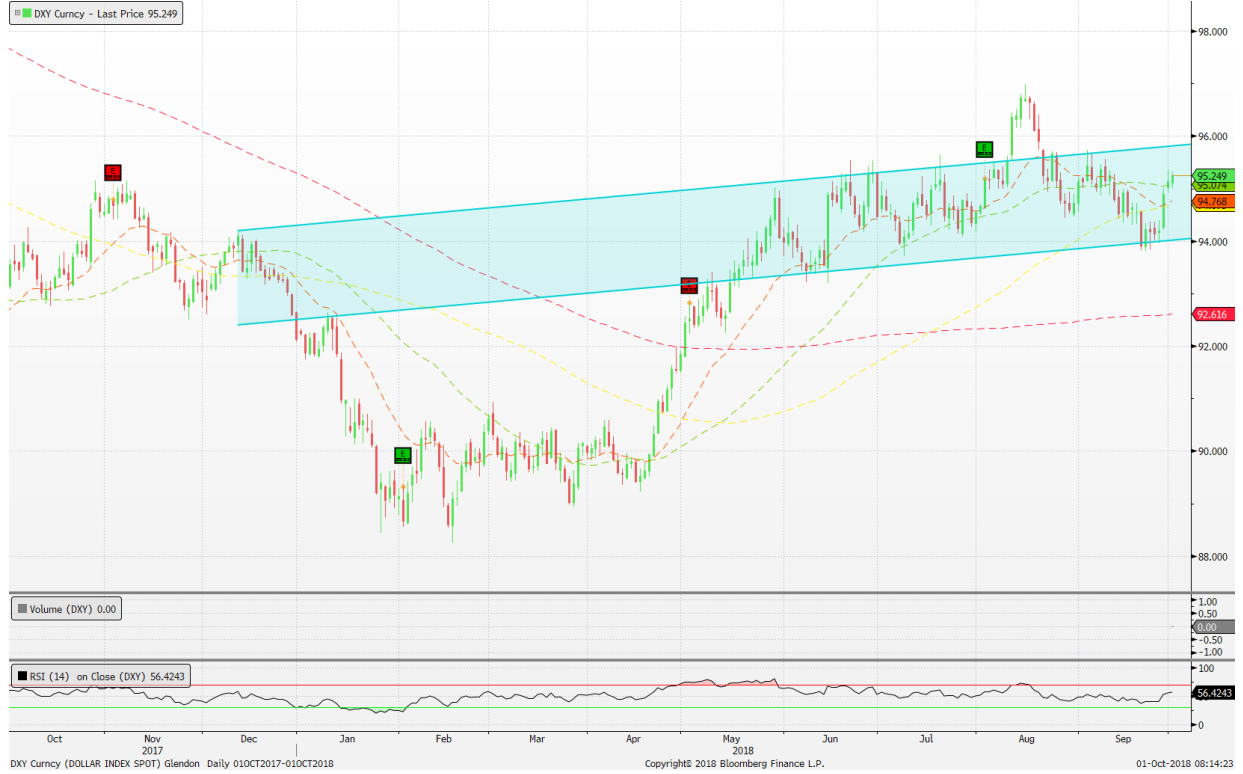 DXY Curncy - Last Price 95.249
98.000
96.000
95.249
95.074
94.768
94.000
92.616
92.000
90.000
88.000
E
E
E
E
Volume (DXY) 0.00
1.00
0.50
0.00
-0.50
-1.00
RSI (14) on Close (DXY) 56.4243
100
56.4243
0
Oct Nov Dec Jan Feb Mar Apr May Jun Jul Aug Sep
2017 2018
DXY Curncy (DOLLAR INDEX SPOT) Glendon Daily 01OCT2017-01OCT2018 Copyright© 2018 Bloomberg Finance L.P. 01-Oct-2018 08:14:23